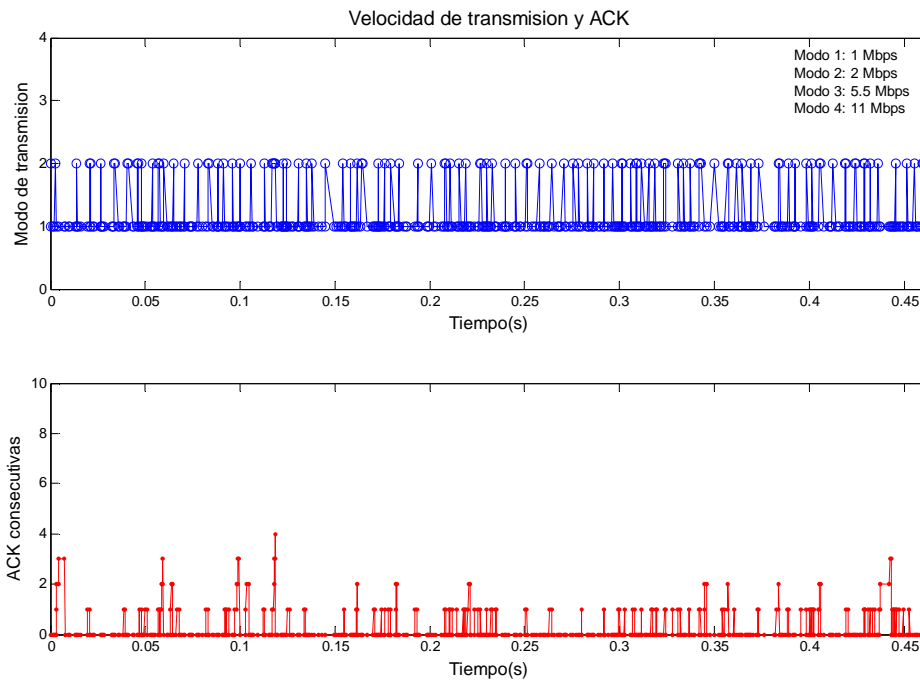 Velocidad de transmision y ACK
Modo 1: 1 Mbps
Modo 2: 2 Mbps
Modo 3: 5.5 Mbps
Modo 4: 11 Mbps
Modo de transmision
4
3
2
1
0
0 0.05 0.1 0.15 0.2 0.25 0.3 0.35 0.4 0.45
Tiempo(s)
ACK consecutivas
10
8
6
4
2
0
0 0.05 0.1 0.15 0.2 0.25 0.3 0.35 0.4 0.45
Tiempo(s)